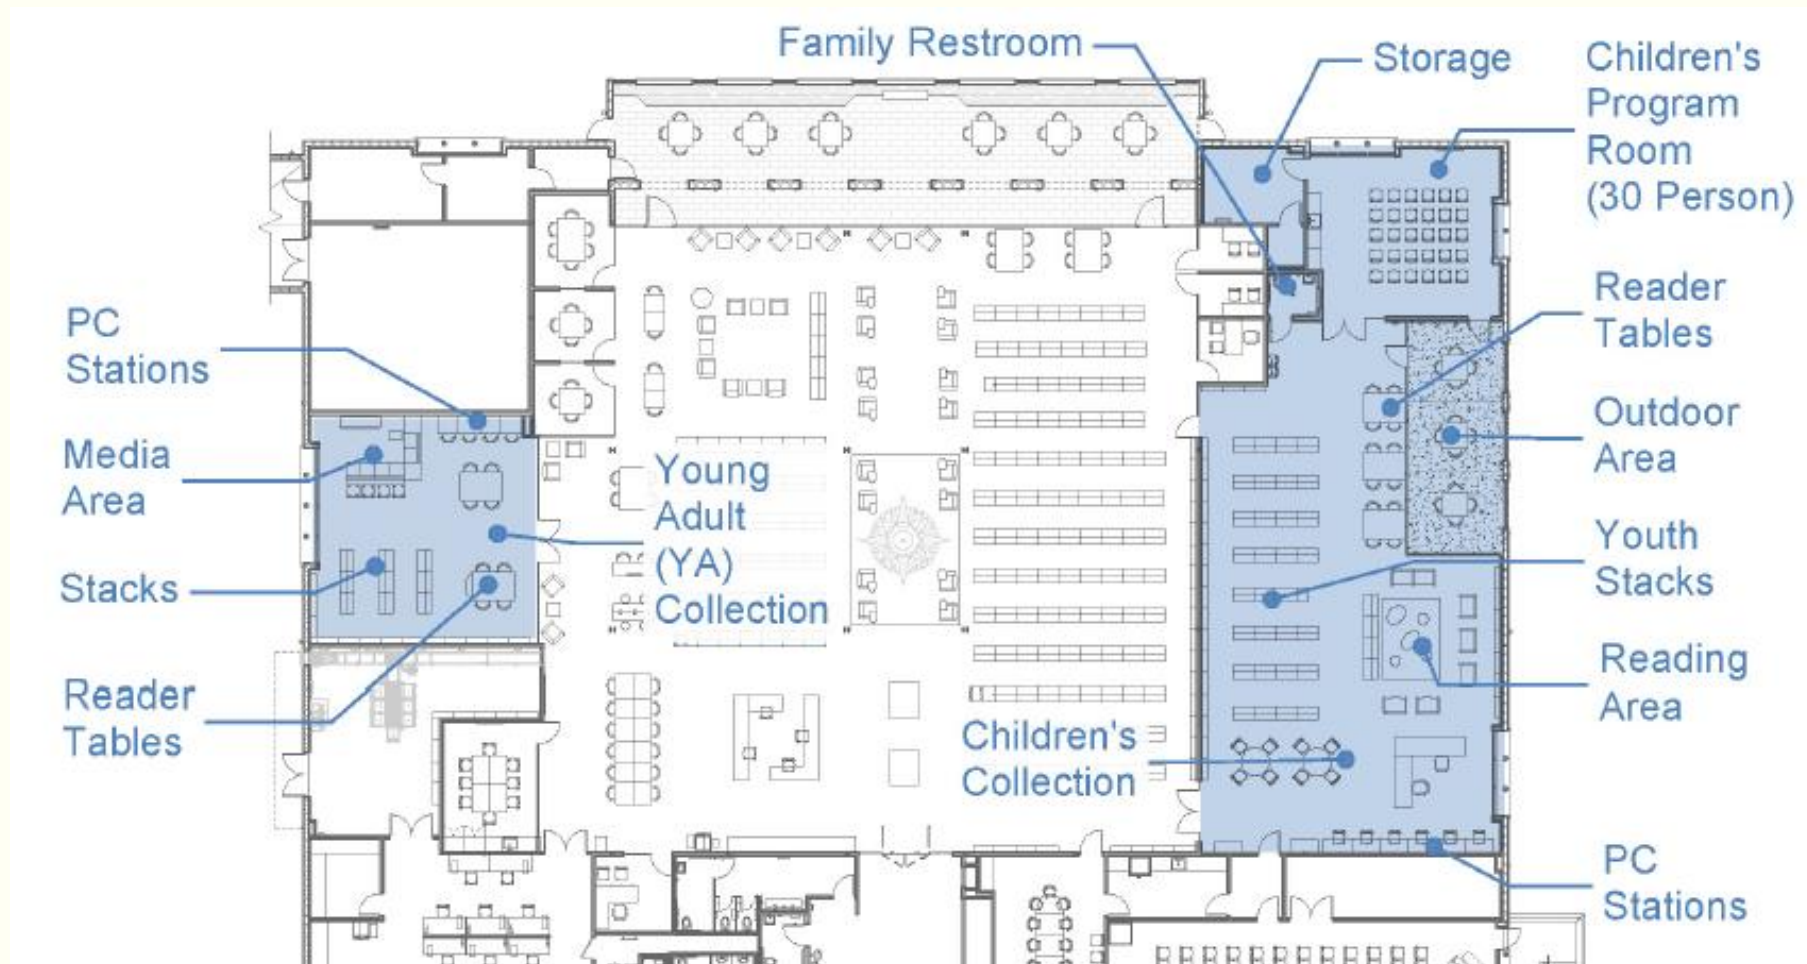 Family Restroom
Storage
Children's
Program
Room
(30 Person)
PC
Stations
Media
Area
Stacks
Reader
Tables
Young
Adult
(YA)
Collection
Children's
Collection
Reader
Tables
Outdoor
Area
Youth
Stacks
Reading
Area
PC
Stations